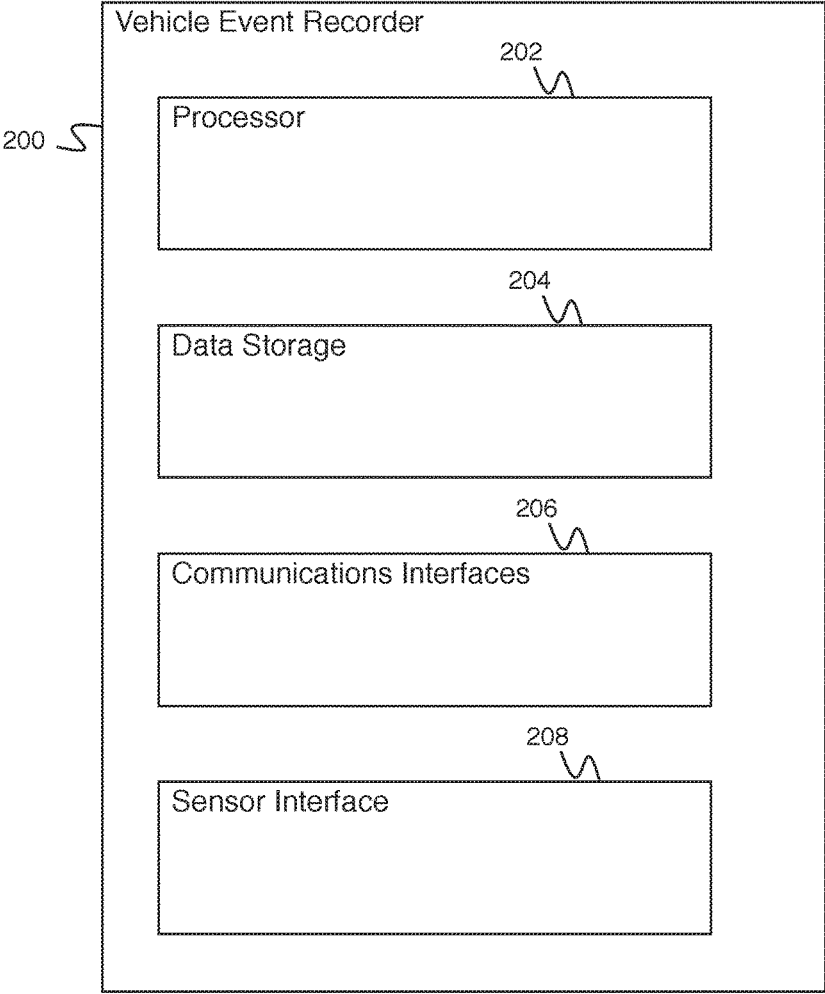 Vehicle Event Recorder
202
Processor
200
204
Data Storage
206
Communications Interfaces
208
Sensor Interface